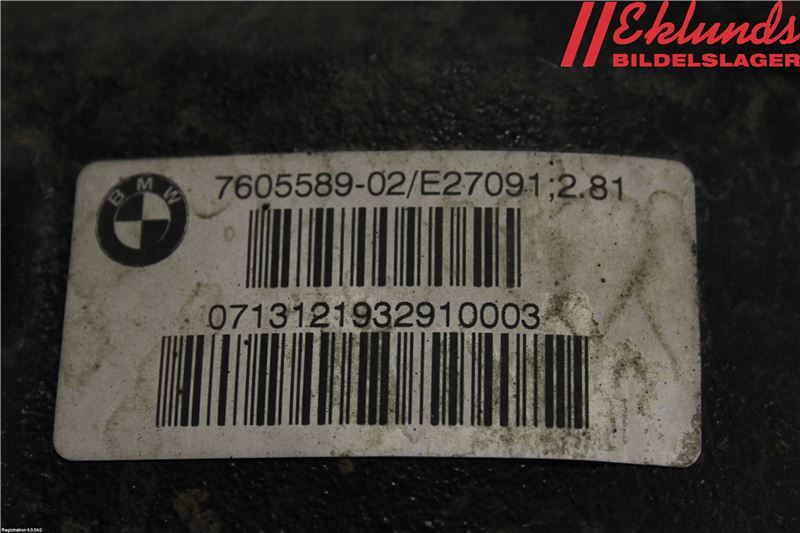 Eklunds
BILDELSLAGER
BMW
7605589-02/E27091;2.81
0713121932910003
Registration 4.0.54.0